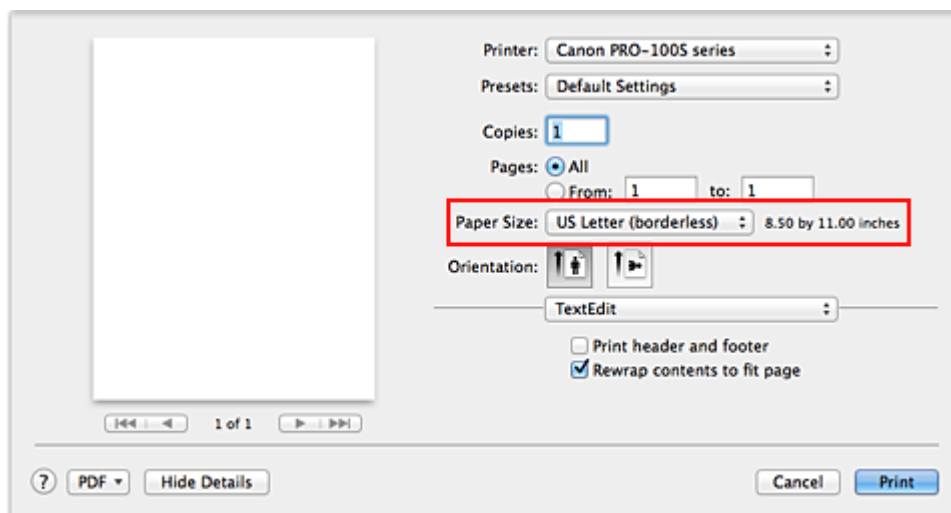 Printer: Canon PRO-100S series
Presets: Default Settings
Copies: 1
Pages: All
From: 1 to: 1
Paper Size: US Letter (borderless) 8.50 by 11.00 inches
Orientation:
TextEdit
Print header and footer
Rewrap contents to fit page
1 of 1
? PDF Hide Details Cancel Print